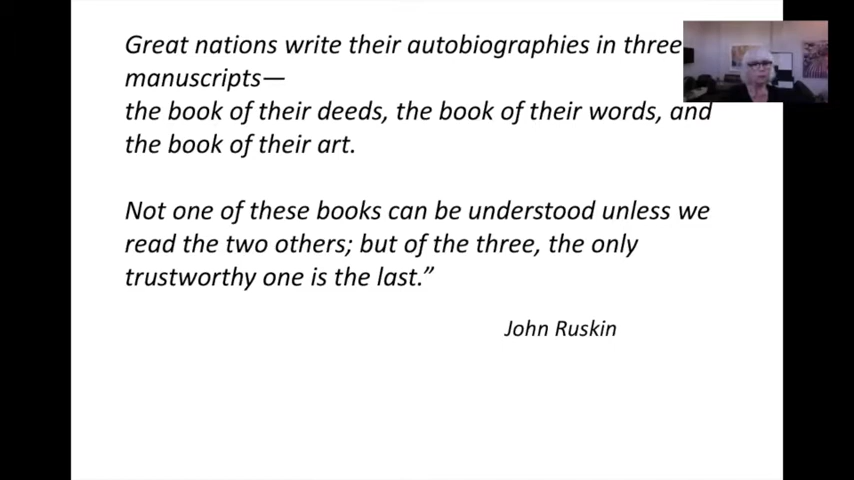 Great nations write their autobiographies in three
manuscripts—
the book of their deeds, the book of their words, and
the book of their art.
Not one of these books can be understood unless we
read the two others; but of the three, the only
trustworthy one is the last.”
John Ruskin